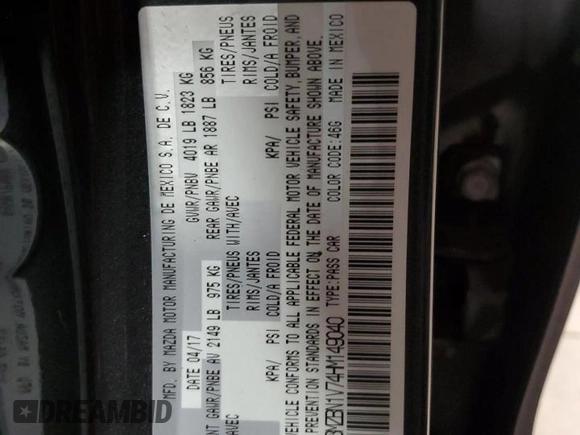 MFD. BY MAZDA MOTOR MANUFACTURING DE MEXICO S.A. DE C.V.
DATE 04/17 GVWR/PNBV 4019 LB 1823 KG
GAWR/PNBE AV 2149 LB 975 KG REAR GAWR/PNBE AR 1887 LB 856 KG
AVEC TIRES/PNEUS WITH/AVEC TIRES/PNEUS
RIMS/JANTES RIMS/JANTES
KPA/ PSI COLD/A FROID KPA/ PSI COLD/A FROID
VEHICLE CONFORMS TO ALL APPLICABLE FEDERAL MOTOR VEHICLE SAFETY, BUMPER, AND
PREVENTION STANDARDS IN EFFECT ON THE DATE OF MANUFACTURE SHOWN ABOVE.
3MZBN1V74HM149040 TYPE:PASS CAR COLOR CODE:46G MADE IN MEXICO
DEALER'S CAR